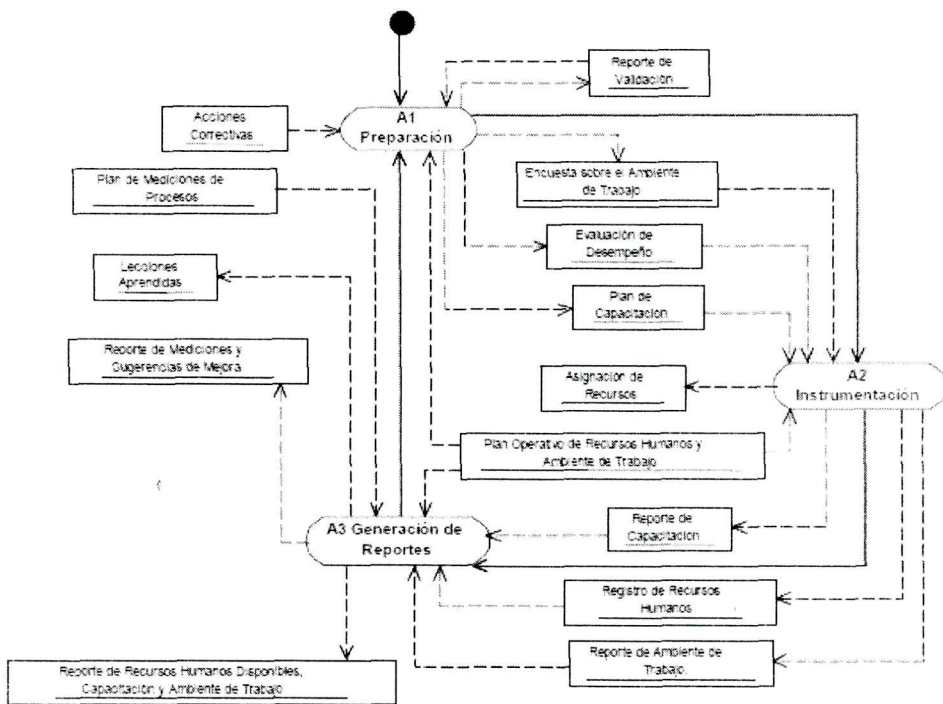 Reporte de
Validación
A1
Preparación
Acciones
Correctivas
Plan de Mediciones de
Procesos
Encuesta sobre el Ambiente
de Trabajo
Evaluación de
Desempeño
Lecciones
Aprendidas
Plan de
Capacitación
Reporte de Mediciones y
Sugerencias de Mejora
Asignación de
Recursos
A2
Instrumentación
Plan Operativo de Recursos Humanos y
Ambiente de Trabajo
A3 Generación de
Reportes
Reporte de
Capacitación
Registro de Recursos
Humanos
Reporte de Ambiente de
Trabajo
Reporte de Recursos Humanos Disponibles,
Capacitación y Ambiente de Trabajo